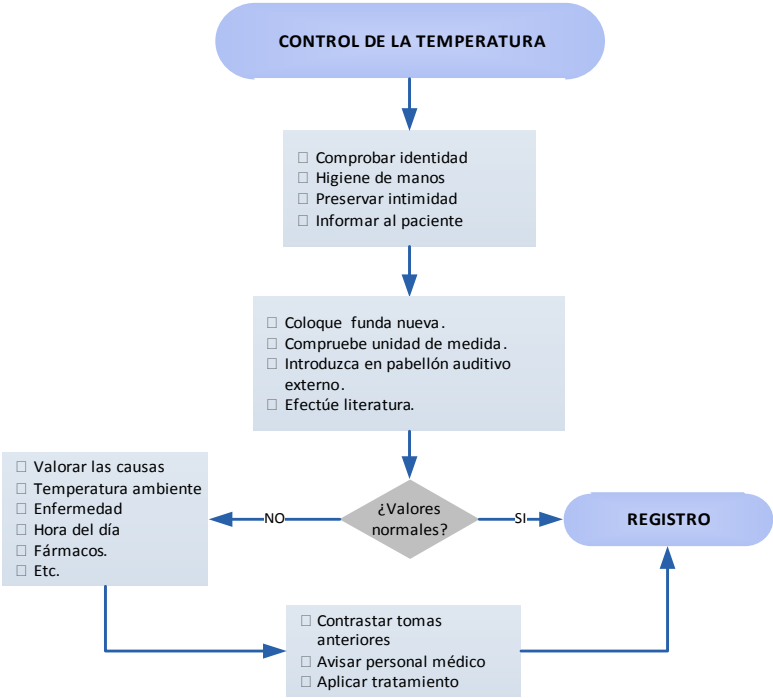 CONTROL DE LA TEMPERATURA
□ Comprobar identidad
□ Higiene de manos
□ Preservar intimidad
□ Informar al paciente
□ Coloque funda nueva.
□ Compruebe unidad de medida.
□ Introduzca en pabellón auditivo
externo.
□ Efectúe literatura.
¿Valores
normales?
NO
SI
REGISTRO
□ Valorar las causas
□ Temperatura ambiente
□ Enfermedad
□ Hora del día
□ Fármacos.
□ Etc.
□ Contrastar tomas
anteriores
□ Avisar personal médico
□ Aplicar tratamiento